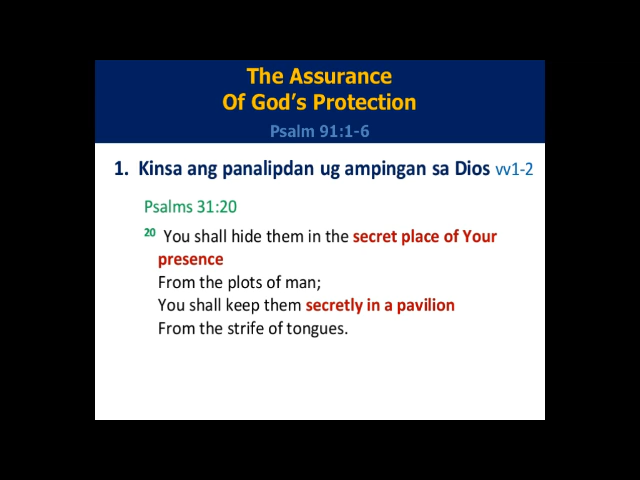 The Assurance
Of God's Protection
Psalm 91:1-6
1. Kinsa ang panalipdan ug ampingan sa Dios vv1-2
Psalms 31:20
20 You shall hide them in the secret place of Your
presence
From the plots of man;
You shall keep them secretly in a pavilion
From the strife of tongues.